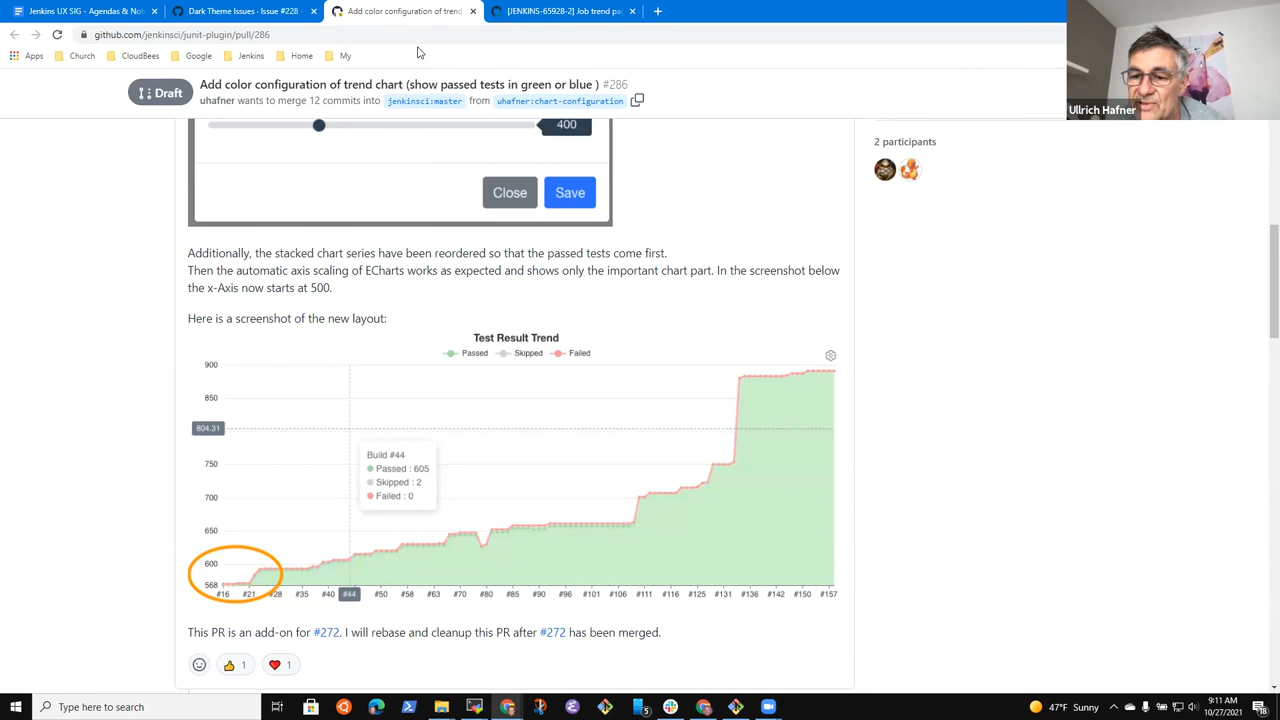 Jenkins UX SIG - Agendas & Note
Dark Theme Issues · Issue #228 ·
Add color configuration of trend
[JENKINS-65928-2] Job trend pag
github.com/jenkinsci/junit-plugin/pull/286
Apps
Church
CloudBees
Google
Jenkins
Home
My
Ullrich Hafner
Draft
Add color configuration of trend chart (show passed tests in green or blue ) #286
uhafner wants to merge 12 commits into jenkinsci:master from uhafner:chart-configuration
400
2 participants
Close
Save
Additionally, the stacked chart series have been reordered so that the passed tests come first.
Then the automatic axis scaling of ECharts works as expected and shows only the important chart part. In the screenshot below
the x-Axis now starts at 500.
Here is a screenshot of the new layout:
Test Result Trend
Passed
Skipped
Failed
900
850
804.31
750
700
650
600
568
Build #44
Passed : 605
Skipped : 2
Failed : 0
#16
#21
#28
#35
#40
#44
#50
#58
#63
#70
#80
#85
#90
#96
#101
#106
#111
#116
#125
#131
#136
#142
#150
#157
This PR is an add-on for #272. I will rebase and cleanup this PR after #272 has been merged.
1
1
Type here to search
5
47°F Sunny
9:11 AM
10/27/2021
18